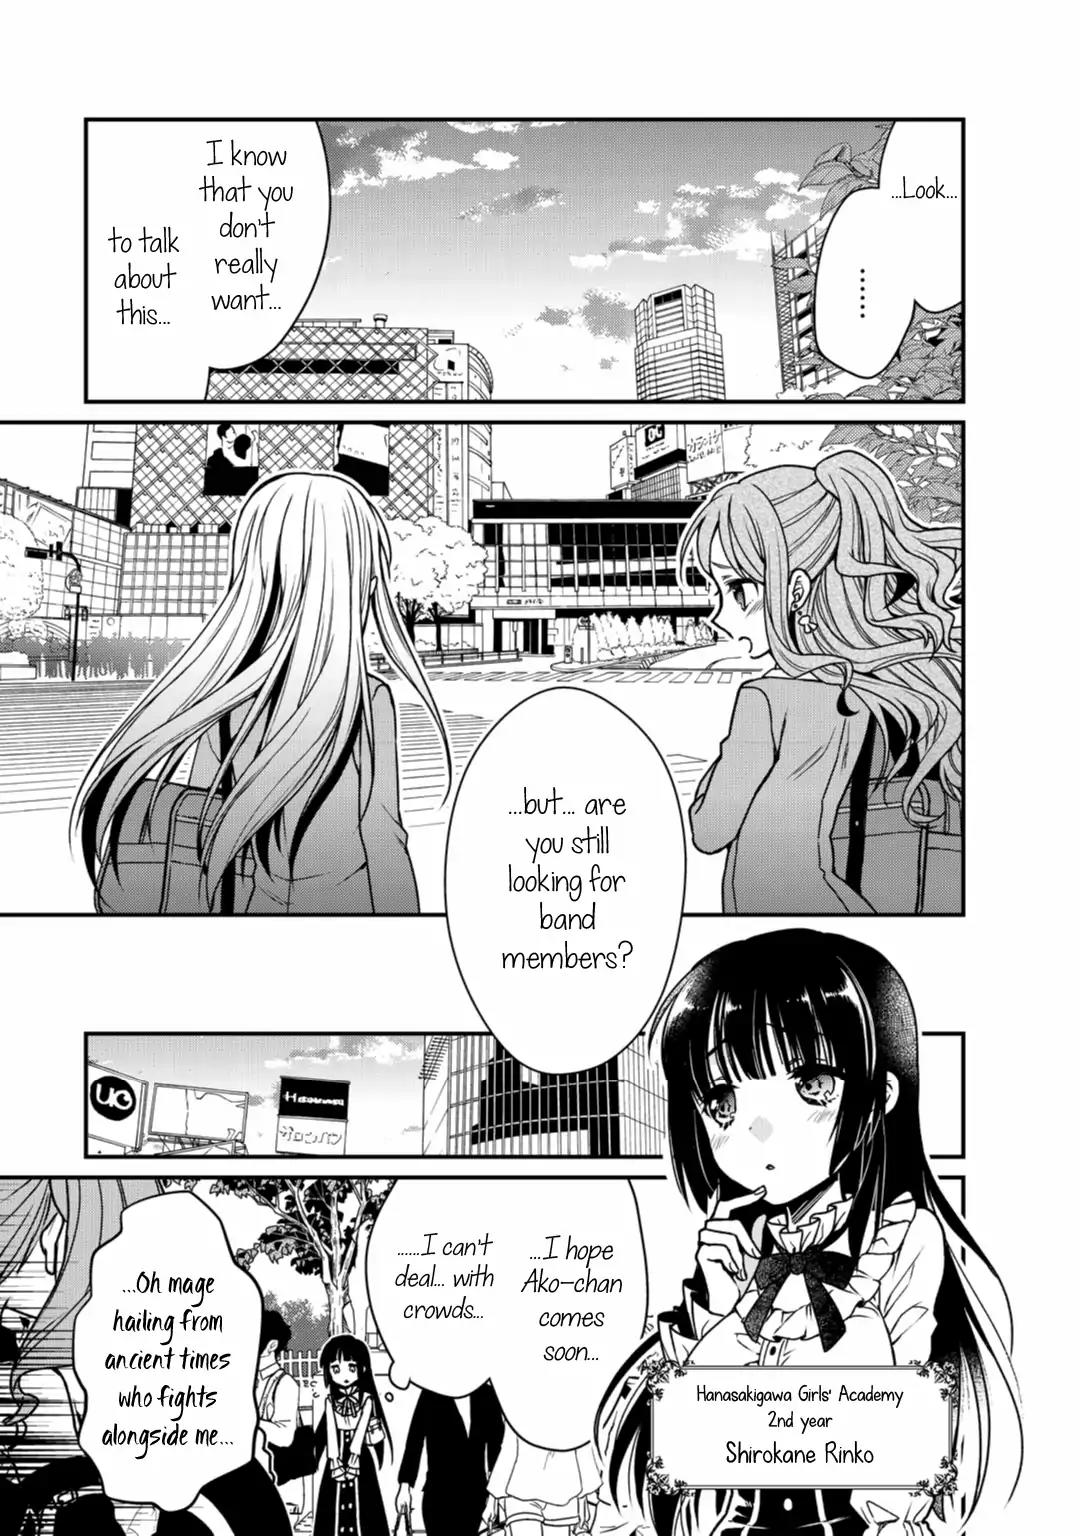 ...Look...
......
I know
that you
don't
really
want...
to talk
about
this...
...but... are
you still
looking for
band
members?
UC
...I hope
Ako-chan
comes
soon...
......I can't
deal... with
crowds...
...Oh mage
hailing from
ancient times
who fights
alongside me...
Hanasakigawa Girls' Academy
2nd year
Shirokane Rinko